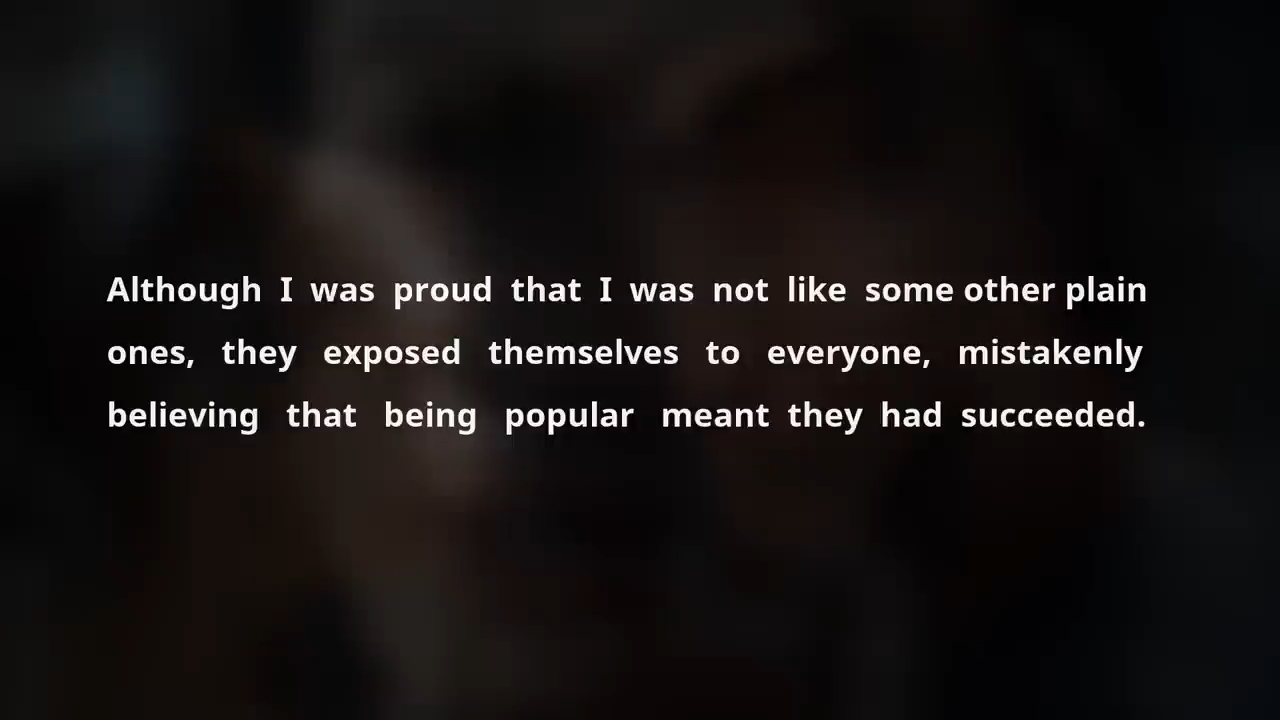 Although I was proud that I was not like some other plain
ones, they exposed themselves to everyone, mistakenly
believing that being popular meant they had succeeded.